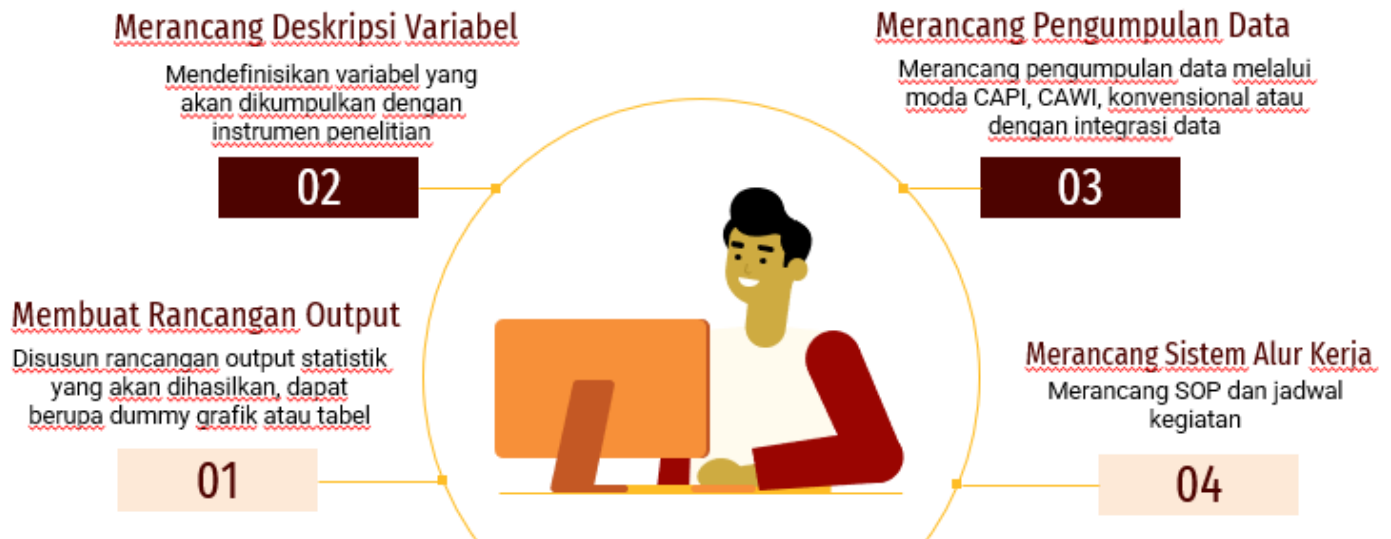 Merancang Deskripsi Variabel
Mendefinisikan variabel yang
akan dikumpulkan dengan
instrumen penelitian
02
Merancang Pengumpulan Data
Merancang pengumpulan data melalui
moda CAPI, CAWI, konvensional atau
dengan integrasi data
03
Membuat Rancangan Output
Disusun rancangan output statistik
yang akan dihasilkan, dapat
berupa dummy grafik atau tabel
01
Merancang Sistem Alur Kerja
Merancang SOP dan jadwal
kegiatan
04